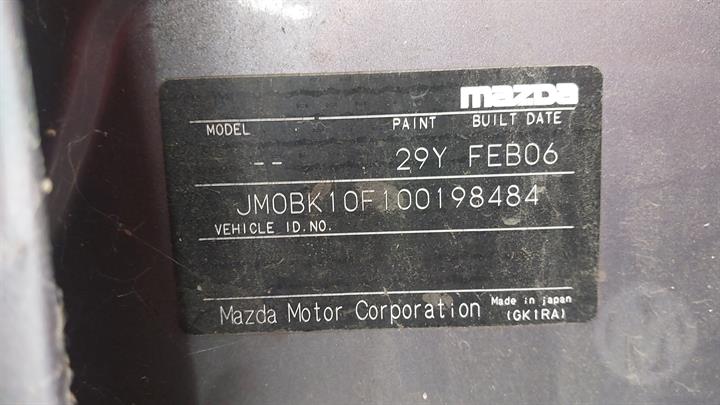 mazda
MODEL PAINT BUILT DATE
-- 29Y FEB06
JM0BK10F100198484
VEHICLE ID.NO.
Mazda Motor Corporation Made in japan
(GK1RA)